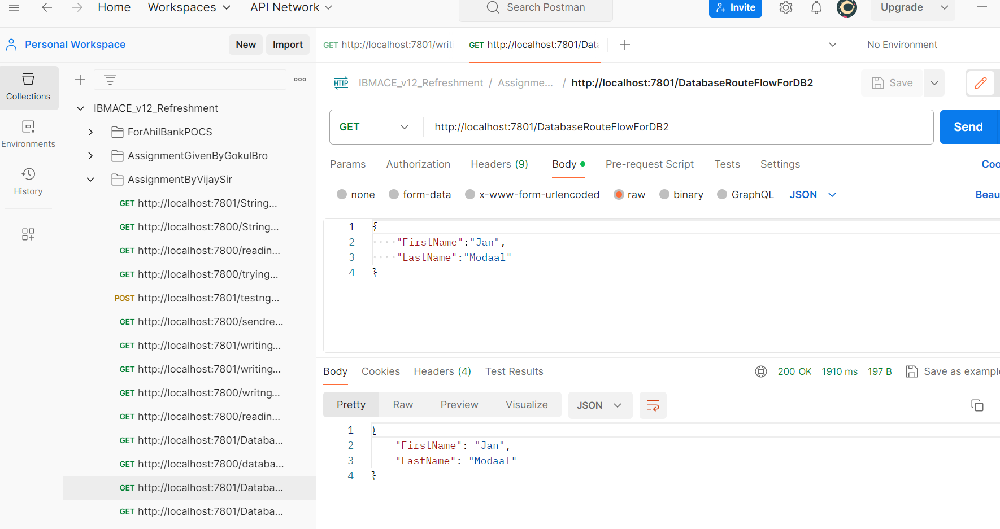 Home Workspaces API Network Search Postman Invite Upgrade
Personal Workspace New Import GET http://localhost:7801/writ GET http://localhost:7801/Data No Environment
Collections
Environments
History
IBMACE_v12_Refreshment
ForAhilBankPOCS
AssignmentGivenByGokulBro
AssignmentByVijaySir
GET http://localhost:7801/String...
GET http://localhost:7800/String...
GET http://localhost:7800/readin...
GET http://localhost:7800/trying...
POST http://localhost:7801/testng...
GET http://localhost:7800/sendre...
GET http://localhost:7801/writing...
GET http://localhost:7801/writing...
GET http://localhost:7800/writng...
GET http://localhost:7800/readin...
GET http://localhost:7801/Databa...
GET http://localhost:7800/databa...
GET http://localhost:7801/Databa...
GET http://localhost:7801/Databa...
HTTP IBMACE_v12_Refreshment / Assignme... / http://localhost:7801/DatabaseRouteFlowForDB2 Save
GET http://localhost:7801/DatabaseRouteFlowForDB2 Send
Params Authorization Headers (9) Body Pre-request Script Tests Settings Coo
none form-data x-www-form-urlencoded raw binary GraphQL JSON Beau
1 {
2 "FirstName":"Jan",
3 "LastName":"Modaal"
4 }
Body Cookies Headers (4) Test Results 200 OK 1910 ms 197 B Save as example
Pretty Raw Preview Visualize JSON
1 {
2 "FirstName": "Jan",
3 "LastName": "Modaal"
4 }